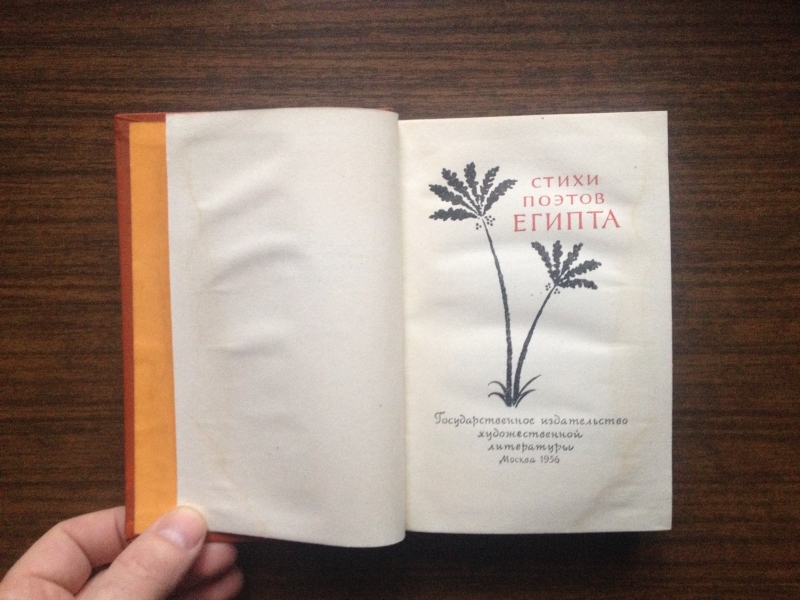 СТИХИ
ПОЭТОВ
ЕГИПТА
Государственное издательство
художественной
литературы
Москва 1956